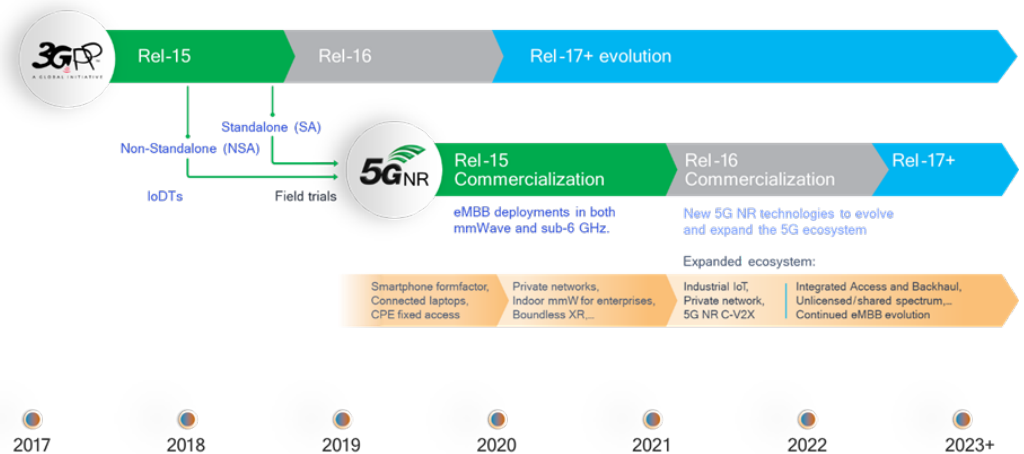 3GPP
A GLOBAL INITIATIVE
Rel-15
Rel-16
Rel-17+ evolution
Standalone (SA)
Non-Standalone (NSA)
IoDTs
Field trials
5G NR
Rel-15
Commercialization
Rel-16
Commercialization
Rel-17+
eMBB deployments in both
mmWave and sub-6 GHz.
New 5G NR technologies to evolve
and expand the 5G ecosystem
Expanded ecosystem:
Smartphone formfactor,
Connected laptops,
CPE fixed access
Private networks,
Indoor mmW for enterprises,
Boundless XR,..
Industrial IoT,
Private network,
5G NR C-V2X
Integrated Access and Backhaul,
Unlicensed/shared spectrum,..
Continued eMBB evolution
2017
2018
2019
2020
2021
2022
2023+